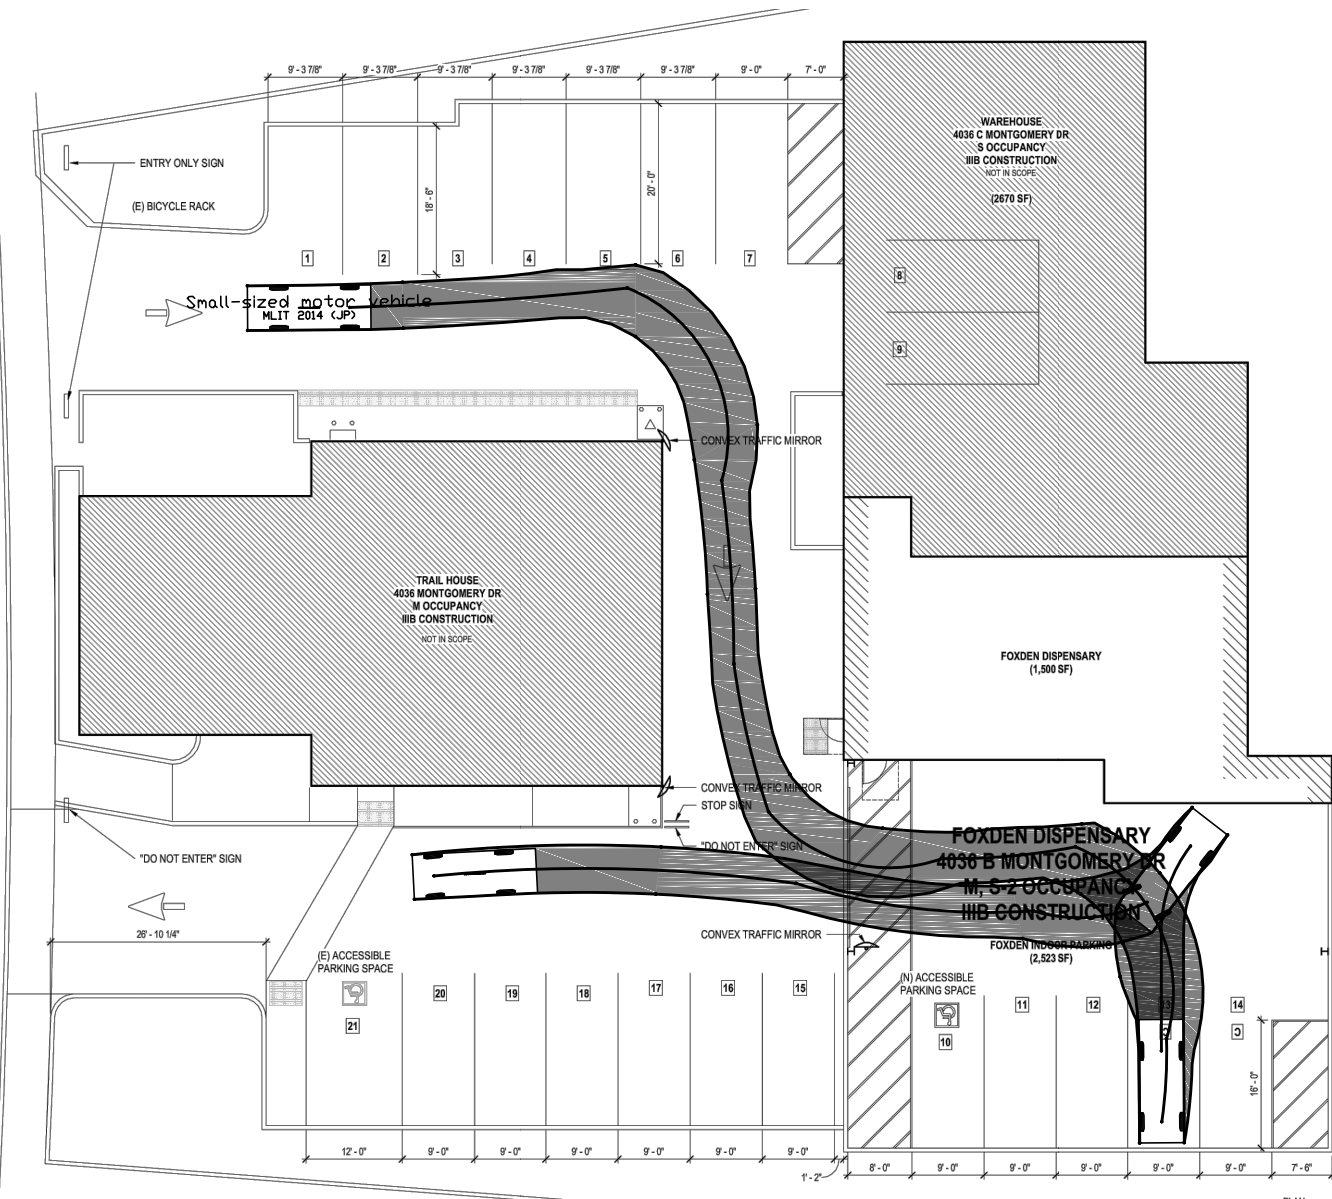 9' - 3 7/8" 9' - 3 7/8" 9' - 3 7/8" 9' - 3 7/8" 9' - 3 7/8" 9' - 3 7/8" 9' - 0" 7' - 0"
WAREHOUSE
4036 C MONTGOMERY DR
S OCCUPANCY
IIIB CONSTRUCTION
NOT IN SCOPE
(2670 SF)
ENTRY ONLY SIGN
(E) BICYCLE RACK
18' - 6"
20' - 0"
1 2 3 4 5 6 7
8
9
Small-sized motor vehicle
MLIT 2014 (JP)
CONVEX TRAFFIC MIRROR
TRAIL HOUSE
4036 MONTGOMERY DR
M OCCUPANCY
IIIB CONSTRUCTION
NOT IN SCOPE
FOXDEN DISPENSARY
(1,500 SF)
CONVEX TRAFFIC MIRROR
STOP SIGN
"DO NOT ENTER" SIGN
"DO NOT ENTER" SIGN
FOXDEN DISPENSARY
4036 B MONTGOMERY DR
M, S-2 OCCUPANCY
IIIB CONSTRUCTION
FOXDEN INDOOR PARKING
(2,523 SF)
26' - 10 1/4"
CONVEX TRAFFIC MIRROR
(E) ACCESSIBLE
PARKING SPACE
(N) ACCESSIBLE
PARKING SPACE
21 20 19 18 17 16 15
10 11 12 13 14
C C
16' - 0"
12' - 0" 9' - 0" 9' - 0" 9' - 0" 9' - 0" 9' - 0" 9' - 0"
1' - 2"
8' - 0" 9' - 0" 9' - 0" 9' - 0" 9' - 0" 9' - 0" 7' - 6"